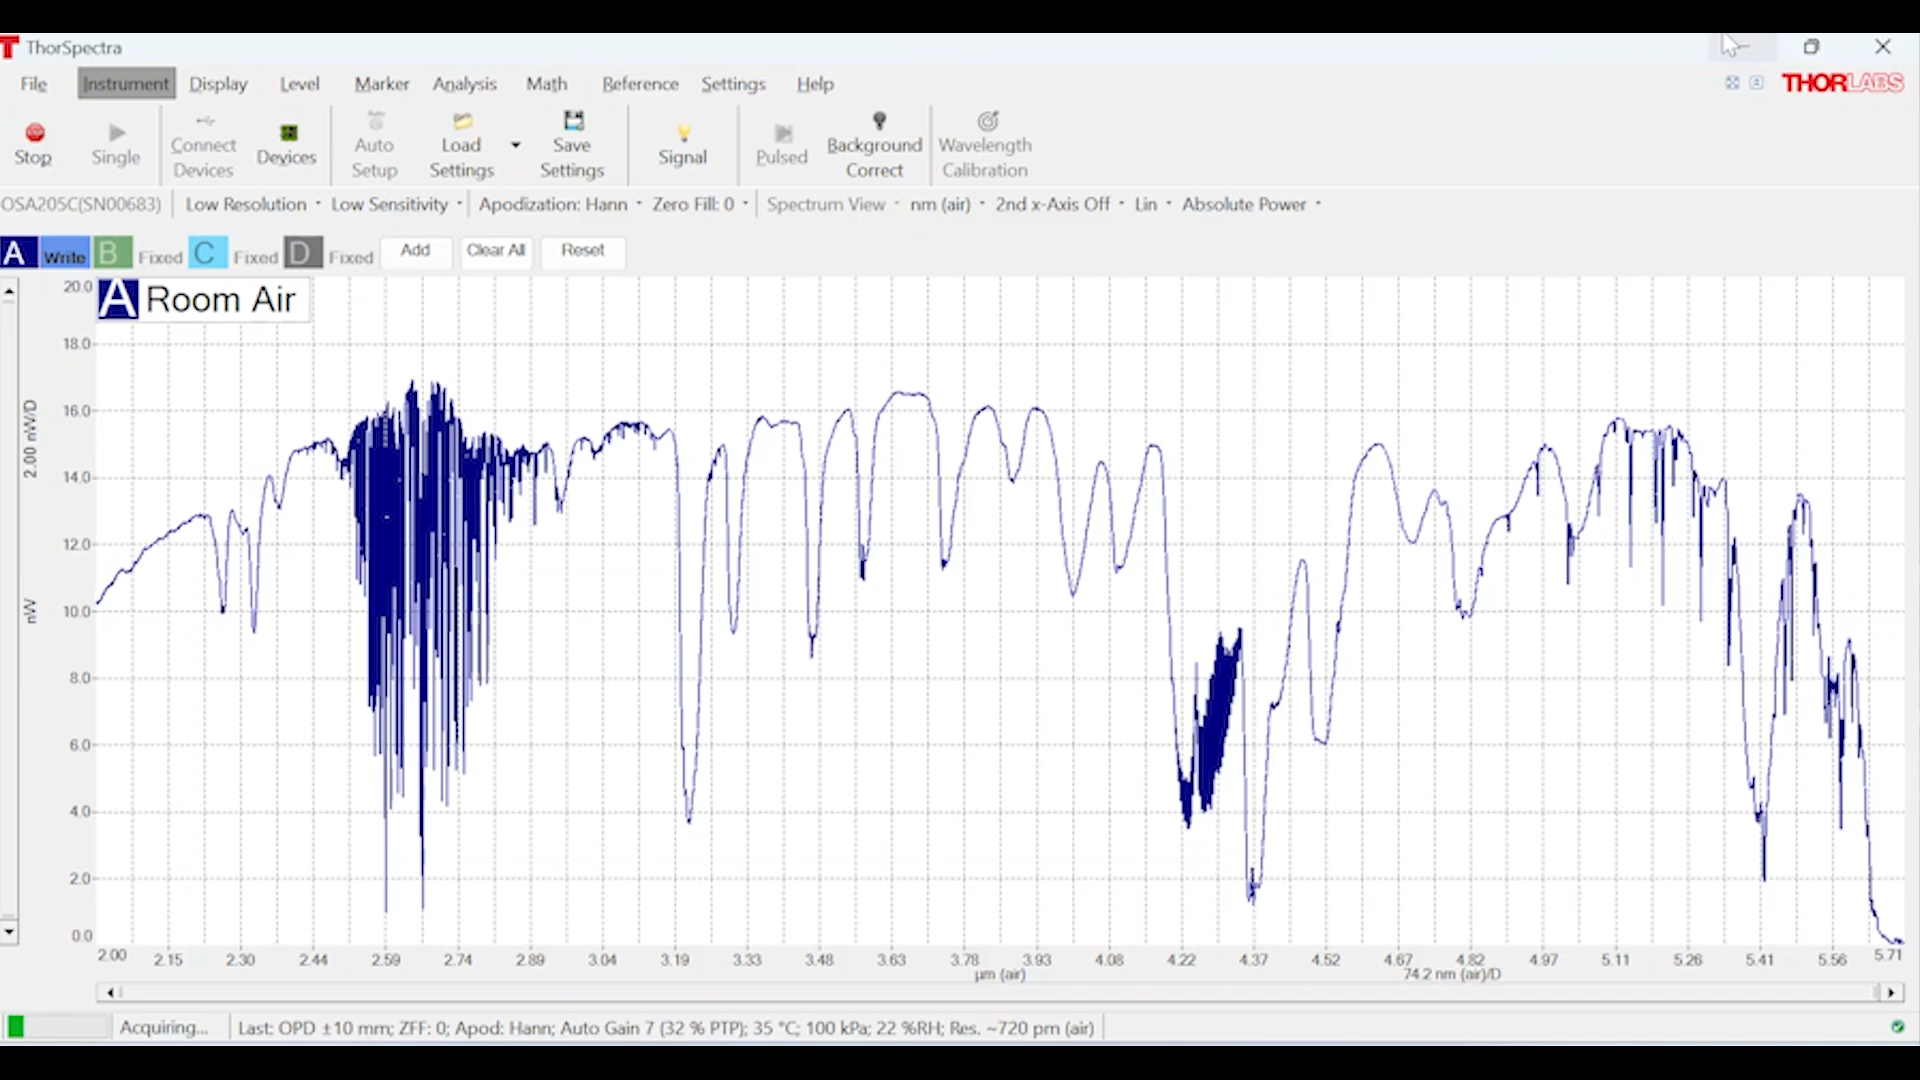 ThorSpectra
File Instrument Display Level Marker Analysis Math Reference Settings Help THORLABS
Stop Single Connect Devices Devices Auto Setup Load Settings Save Settings Signal Pulsed Background Correct Wavelength Calibration
OSA205C(SN00683) Low Resolution Low Sensitivity Apodization: Hann Zero Fill: 0 Spectrum View nm (air) 2nd x-Axis Off Lin Absolute Power
A Write B Fixed C Fixed D Fixed Add Clear All Reset
A Room Air
20.0
18.0
16.0
2.00 nW/D
14.0
12.0
nW
10.0
8.0
6.0
4.0
2.0
0.0
2.00 2.15 2.30 2.44 2.59 2.74 2.89 3.04 3.19 3.33 3.48 3.63 3.78 3.93 4.08 4.22 4.37 4.52 4.67 4.82 4.97 5.11 5.26 5.41 5.56 5.71
µm (air) 74.2 nm (air)/D
Acquiring... Last: OPD ±10 mm; ZFF: 0; Apod: Hann; Auto Gain 7 (32 % PTP); 35 °C; 100 kPa; 22 %RH; Res. ~720 pm (air)